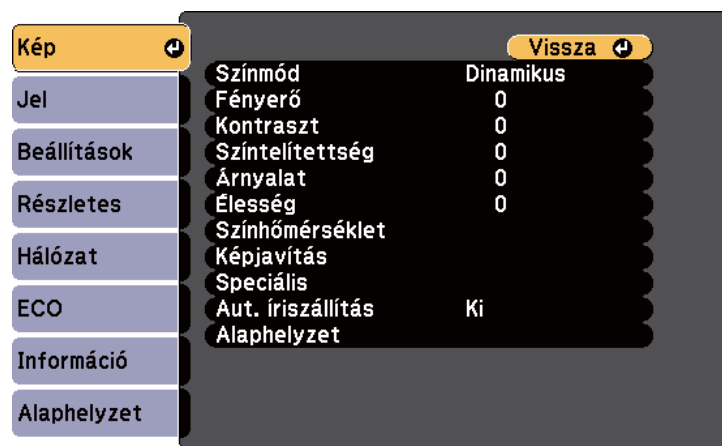 Kép
Jel
Beállítások
Részletes
Hálózat
ECO
Információ
Alaphelyzet
Vissza
Színmód Dinamikus
Fényerő 0
Kontraszt 0
Színtelítettség 0
Árnyalat 0
Élesség 0
Színhőmérséklet
Képjavítás
Speciális
Aut. íriszállítás Ki
Alaphelyzet